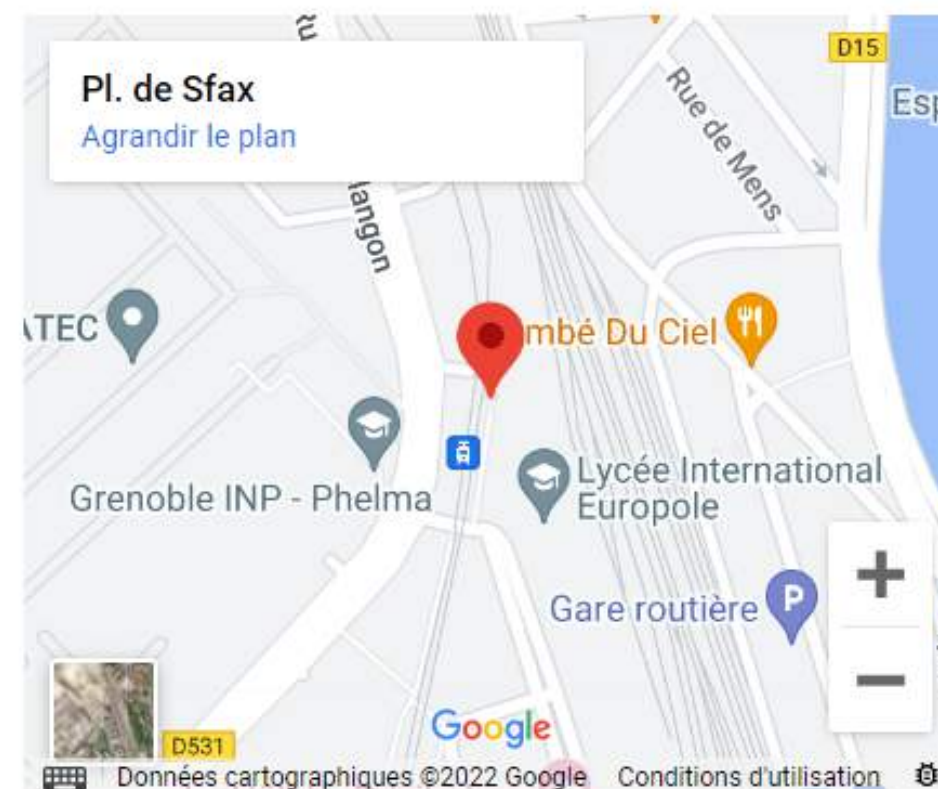 Pl. de Sfax
Agrandir le plan
D15
Rue de Mens
Grenoble INP - Phelma
Du Ciel
Lycée International
Europole
Gare routière
P
D531
Google
Données cartographiques ©2022 Google
Conditions d'utilisation